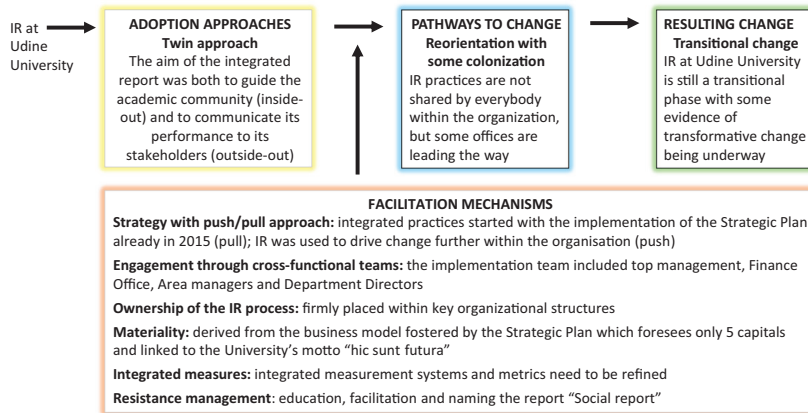 IR at
Udine
University
ADOPTION APPROACHES
Twin approach
The aim of the integrated
report was both to guide the
academic community (inside-
out) and to communicate its
performance to its
stakeholders (outside-out)
PATHWAYS TO CHANGE
Reorientation with
some colonization
IR practices are not
shared by everybody
within the organization,
but some offices are
leading the way
RESULTING CHANGE
Transitional change
IR at Udine University
is still a transitional
phase with some
evidence of
transformative change
being underway
FACILITATION MECHANISMS
Strategy with push/pull approach: integrated practices started with the implementation of the Strategic Plan
already in 2015 (pull); IR was used to drive change further within the organisation (push)
Engagement through cross-functional teams: the implementation team included top management, Finance
Office, Area managers and Department Directors
Ownership of the IR process: firmly placed within key organizational structures
Materiality: derived from the business model fostered by the Strategic Plan which foresees only 5 capitals
and linked to the University’s motto “hic sunt futura”
Integrated measures: integrated measurement systems and metrics need to be refined
Resistance management: education, facilitation and naming the report “Social report”